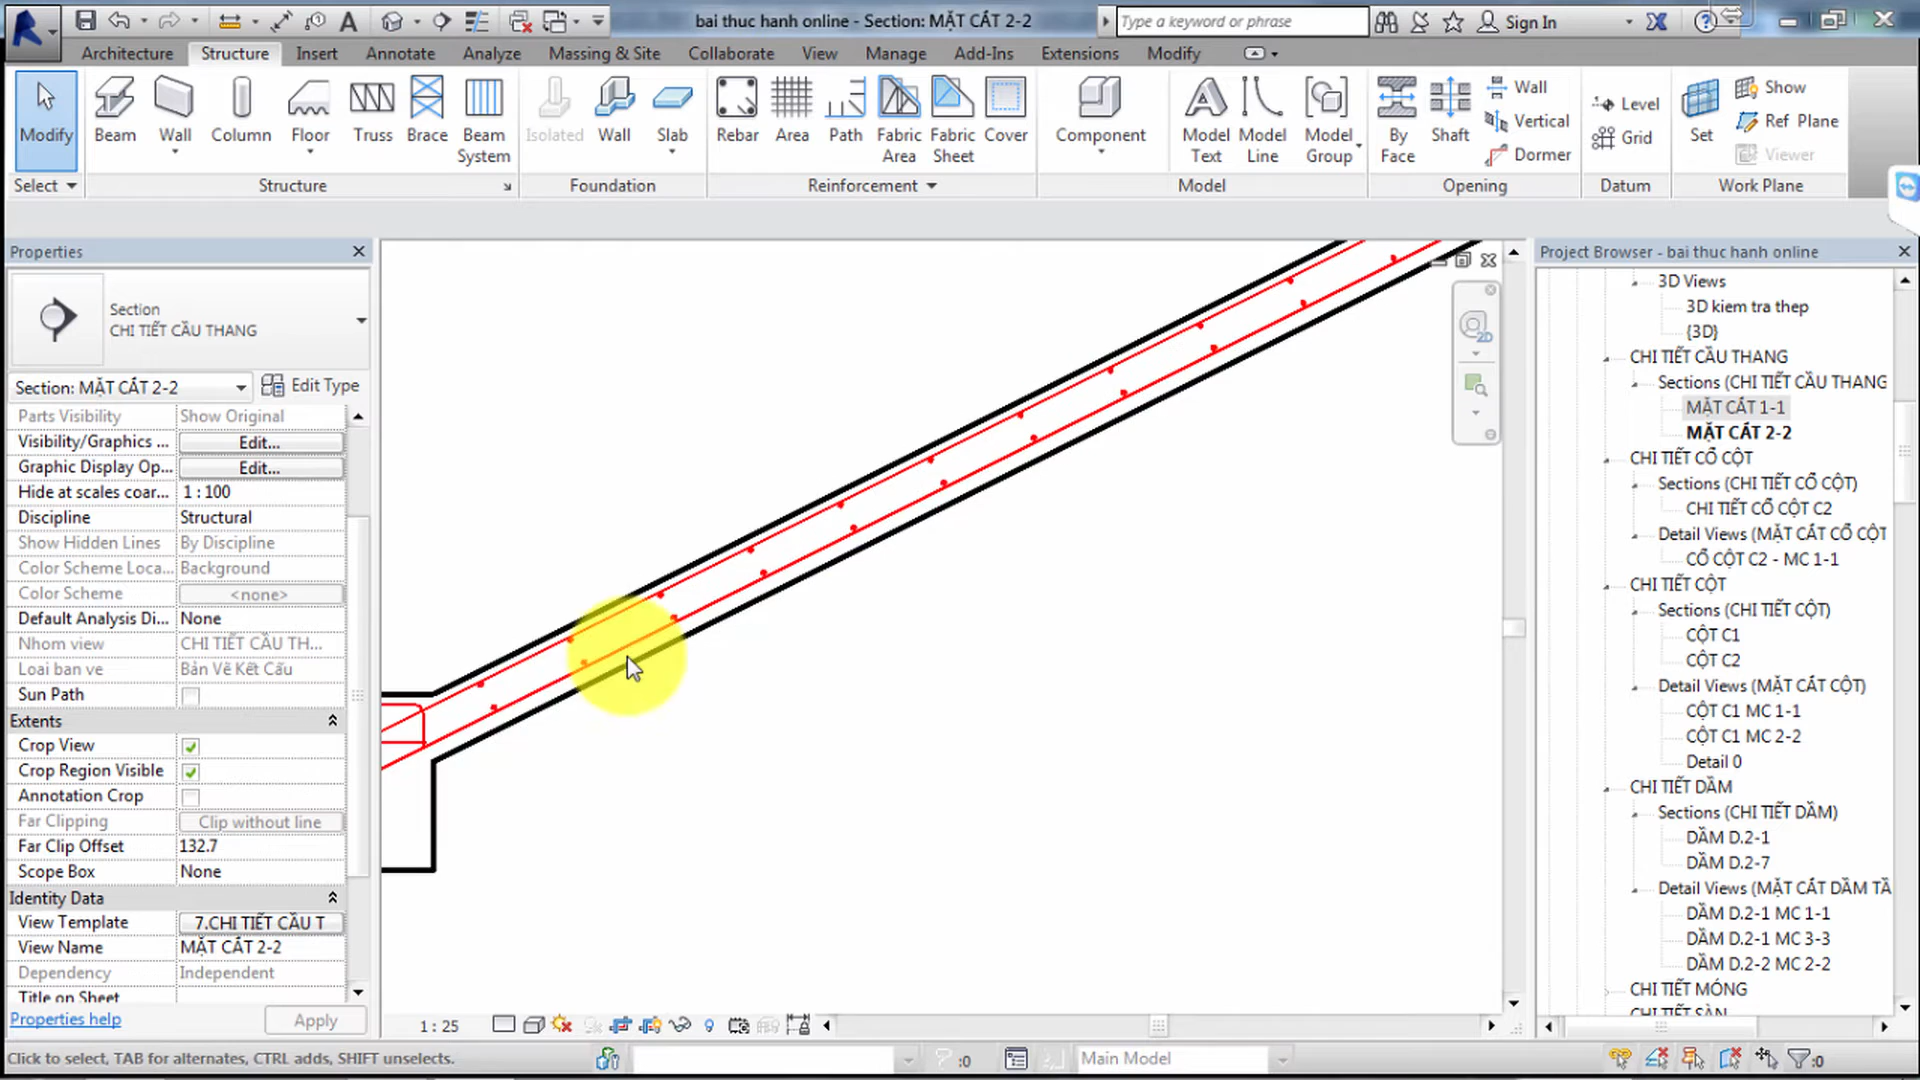 bai thuc hanh online - Section: MẶT CẮT 2-2
Type a keyword or phrase
Sign In
Architecture Structure Insert Annotate Analyze Massing & Site Collaborate View Manage Add-Ins Extensions Modify
Modify
Beam
Wall
Column
Floor
Truss
Brace
Beam System
Isolated
Wall
Slab
Rebar
Area
Path
Fabric Area
Fabric Sheet
Cover
Component
Model Text
Model Line
Model Group
By Face
Shaft
Wall
Vertical
Dormer
Level
Grid
Set
Show
Ref Plane
Viewer
Select
Structure
Foundation
Reinforcement
Model
Opening
Datum
Work Plane
Properties
Section
CHI TIẾT CẦU THANG
Section: MẶT CẮT 2-2
Edit Type
Parts Visibility Show Original
Visibility/Graphics ... Edit...
Graphic Display Op... Edit...
Hide at scales coar... 1 : 100
Discipline Structural
Show Hidden Lines By Discipline
Color Scheme Loca... Background
Color Scheme <none>
Default Analysis Di... None
Nhom view CHI TIẾT CẦU TH...
Loai ban ve Bản Vẽ Kết Cấu
Sun Path
Extents
Crop View
Crop Region Visible
Annotation Crop
Far Clipping Clip without line
Far Clip Offset 132.7
Scope Box None
Identity Data
View Template 7.CHI TIẾT CẦU T
View Name MẶT CẮT 2-2
Dependency Independent
Title on Sheet
Properties help
Apply
2D
1 : 25
Project Browser - bai thuc hanh online
3D Views
3D kiem tra thep
{3D}
CHI TIẾT CẦU THANG
Sections (CHI TIẾT CẦU THANG
MẶT CẮT 1-1
MẶT CẮT 2-2
CHI TIẾT CỔ CỘT
Sections (CHI TIẾT CỔ CỘT)
CHI TIẾT CỔ CỘT C2
Detail Views (MẶT CẮT CỔ CỘT
CỔ CỘT C2 - MC 1-1
CHI TIẾT CỘT
Sections (CHI TIẾT CỘT)
CỘT C1
CỘT C2
Detail Views (MẶT CẮT CỘT)
CỘT C1 MC 1-1
CỘT C1 MC 2-2
Detail 0
CHI TIẾT DẦM
Sections (CHI TIẾT DẦM)
DẦM D.2-1
DẦM D.2-7
Detail Views (MẶT CẮT DẦM TẦ
DẦM D.2-1 MC 1-1
DẦM D.2-1 MC 3-3
DẦM D.2-2 MC 2-2
CHI TIẾT MÓNG
CHI TIẾT SÀN
Click to select, TAB for alternates, CTRL adds, SHIFT unselects.
:0
Main Model
:0